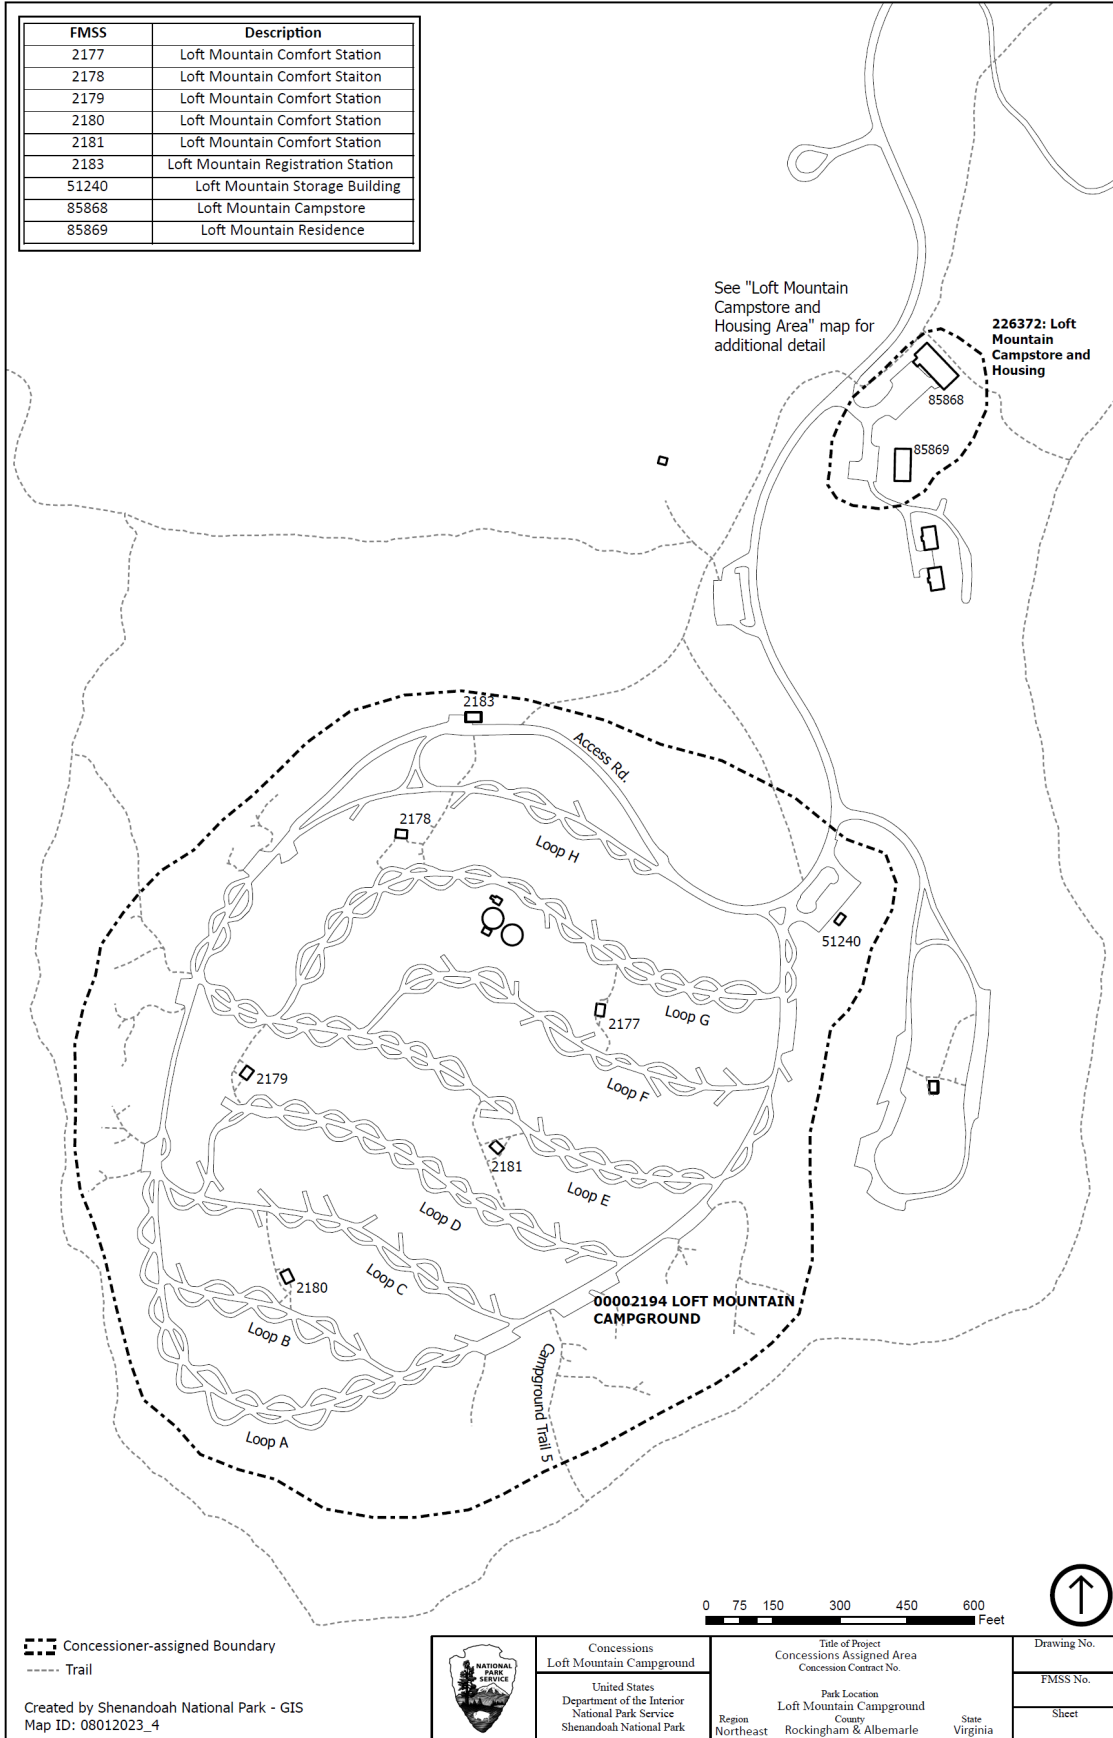 FMSS Description
2177 Loft Mountain Comfort Station
2178 Loft Mountain Comfort Staiton
2179 Loft Mountain Comfort Station
2180 Loft Mountain Comfort Station
2181 Loft Mountain Comfort Station
2183 Loft Mountain Registration Station
51240 Loft Mountain Storage Building
85868 Loft Mountain Campstore
85869 Loft Mountain Residence
See "Loft Mountain
Campstore and
Housing Area" map for
additional detail
226372: Loft
Mountain
Campstore and
Housing
85868
85869
2183
Access Rd.
2178
Loop H
51240
Loop G
2177
2179
Loop F
2181
Loop E
Loop D
2180
Loop C
00002194 LOFT MOUNTAIN
CAMPGROUND
Loop B
Campground Trail 5
Loop A
0 75 150 300 450 600
Feet
Concessioner-assigned Boundary
Trail
Created by Shenandoah National Park - GIS
Map ID: 08012023_4
NATIONAL
PARK
SERVICE
Concessions
Loft Mountain Campground
United States
Department of the Interior
National Park Service
Shenandoah National Park
Title of Project
Concessions Assigned Area
Concession Contract No.
Park Location
Loft Mountain Campground
Region County State
Northeast Rockingham & Albemarle Virginia
Drawing No.
FMSS No.
Sheet